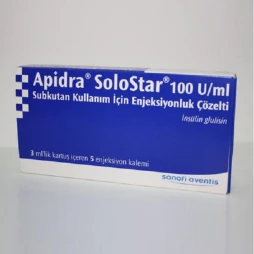 Apidra® SoloStar® 100 U/ml
Subkutan Kullanım İçin Enjeksiyonluk Çözelti
İnsülin glulisin
3 ml'lik kartuş içeren 5 enjeksiyon kalemi
sanofi aventis